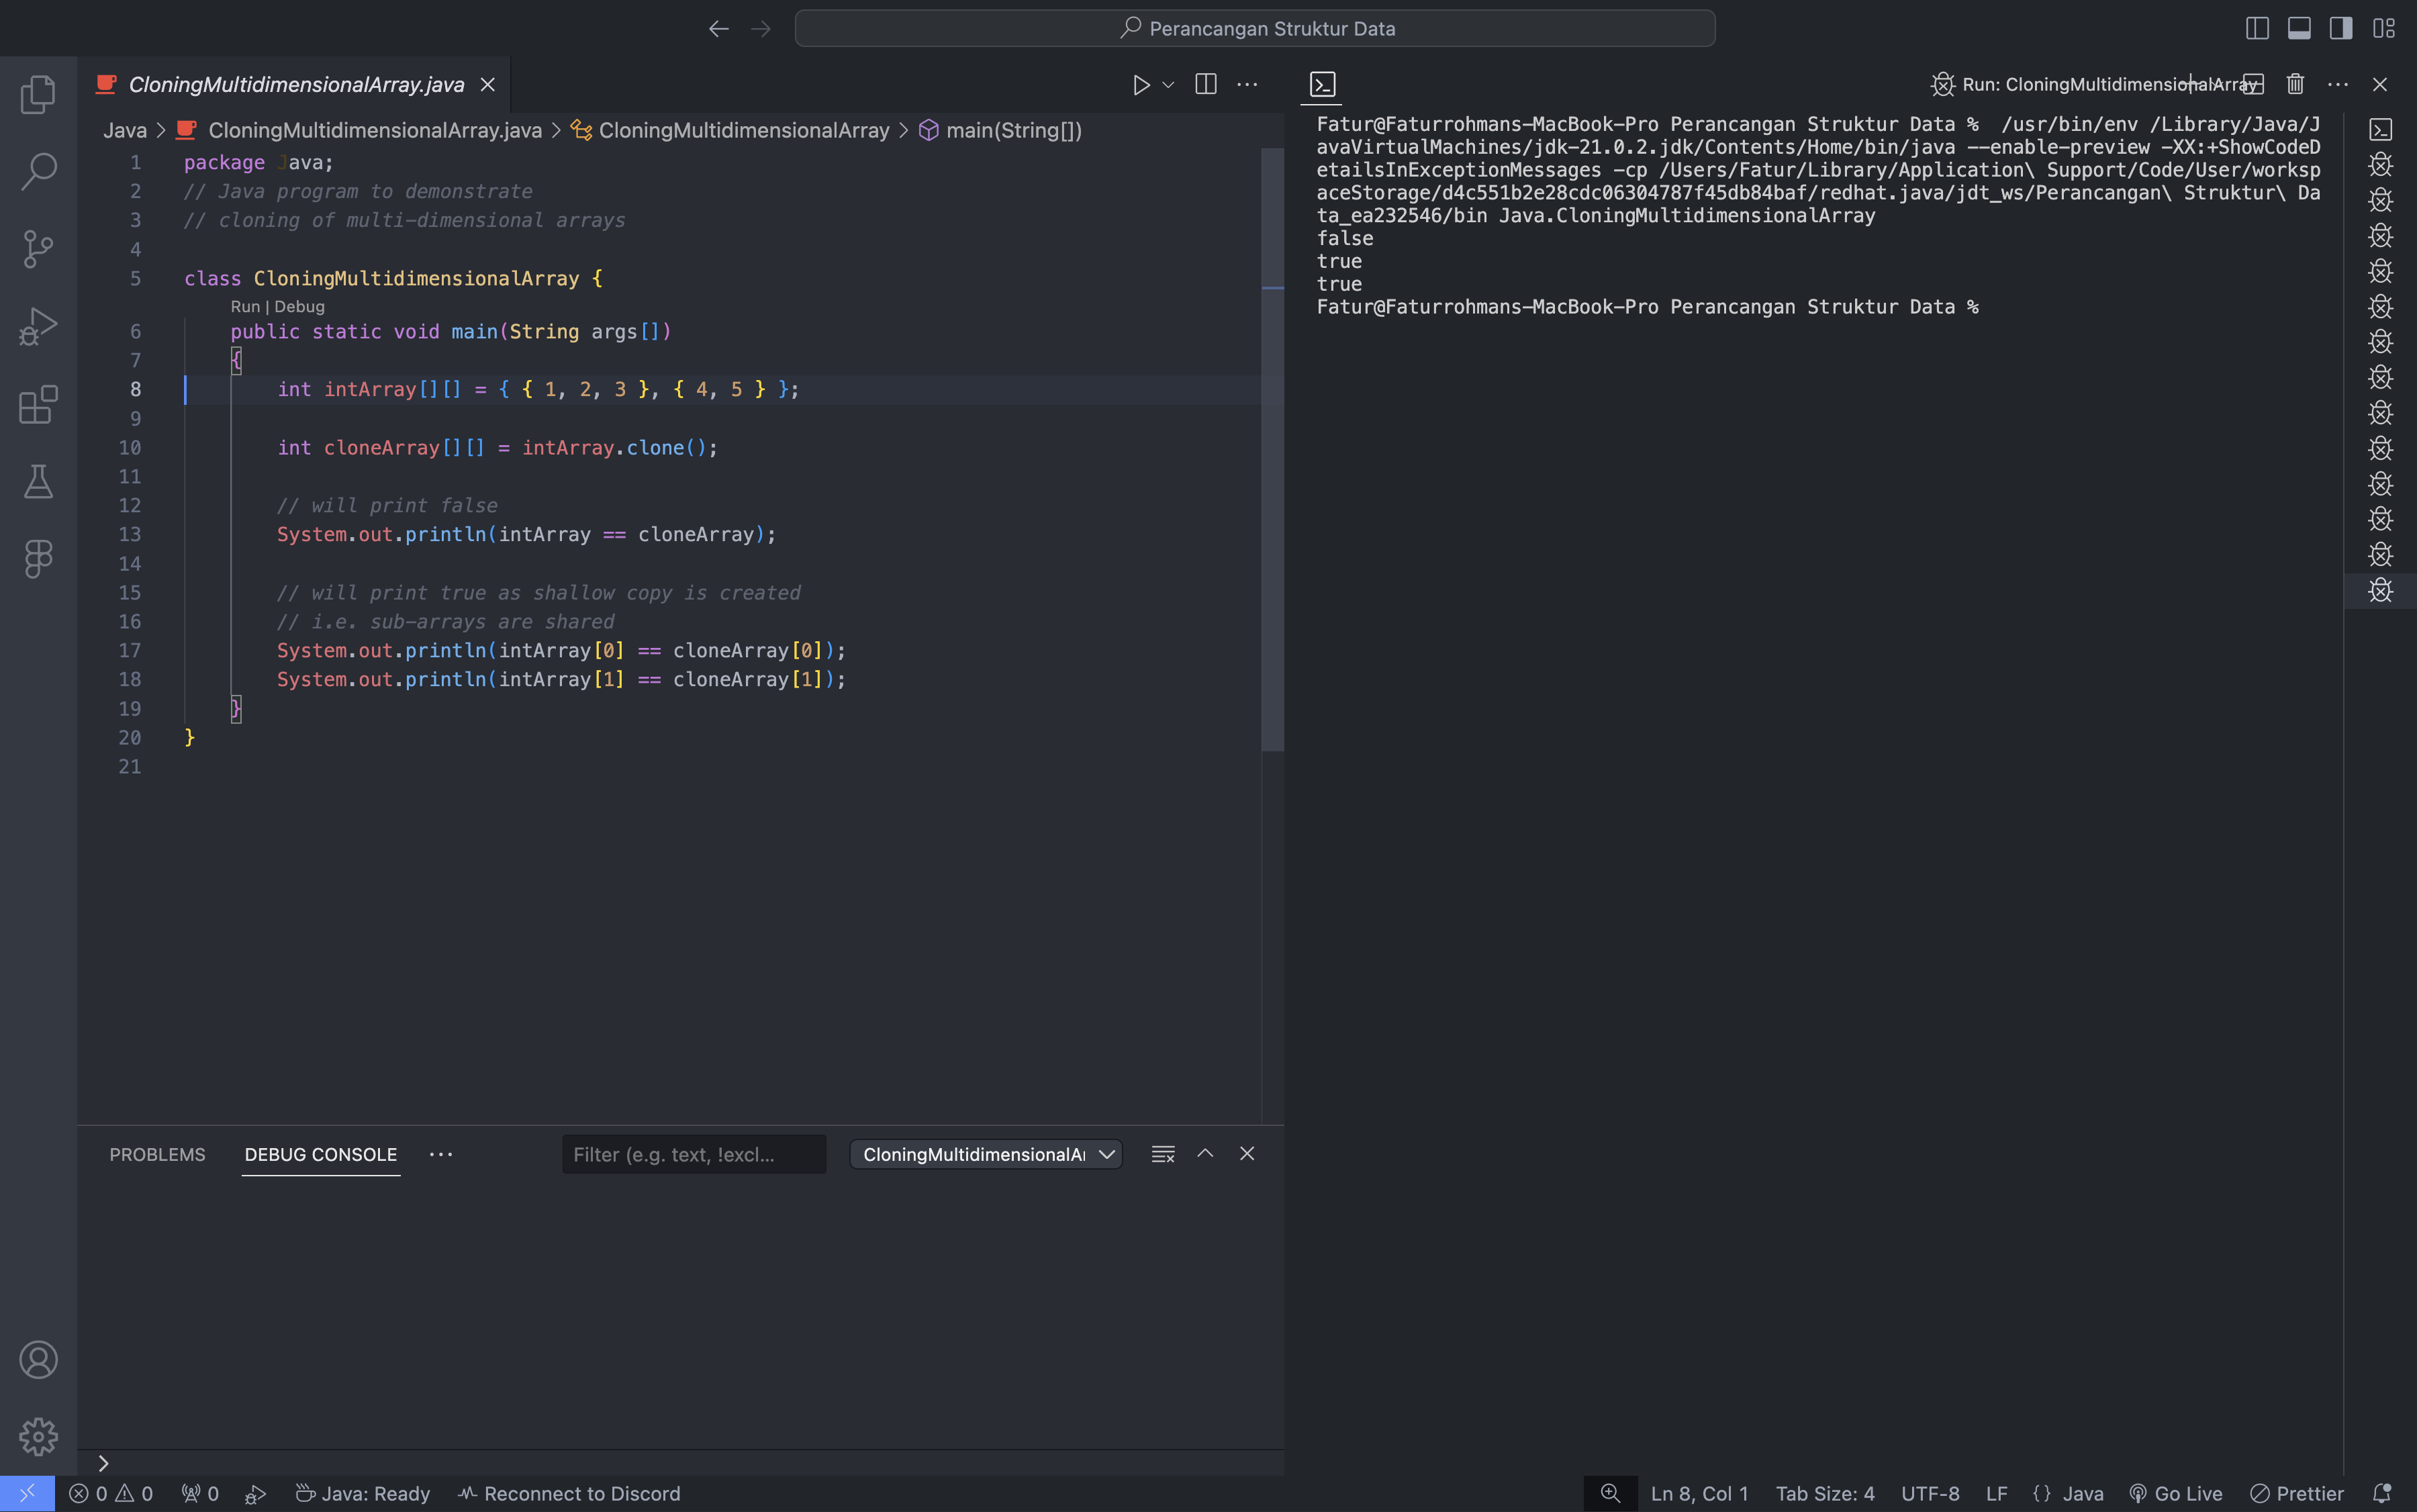 Perancangan Struktur Data
CloningMultidimensionalArray.java
Java > CloningMultidimensionalArray.java > CloningMultidimensionalArray > main(String[])
1 package Java;
2 // Java program to demonstrate
3 // cloning of multi-dimensional arrays
4
5 class CloningMultidimensionalArray {
Run | Debug
6 public static void main(String args[])
7 {
8 int intArray[][] = { { 1, 2, 3 }, { 4, 5 } };
9
10 int cloneArray[][] = intArray.clone();
11
12 // will print false
13 System.out.println(intArray == cloneArray);
14
15 // will print true as shallow copy is created
16 // i.e. sub-arrays are shared
17 System.out.println(intArray[0] == cloneArray[0]);
18 System.out.println(intArray[1] == cloneArray[1]);
19 }
20 }
21
PROBLEMS DEBUG CONSOLE ···
Filter (e.g. text, !excl...
CloningMultidimensionalAr
Run: CloningMultidimensionalArray
Fatur@Faturrohmans-MacBook-Pro Perancangan Struktur Data %  /usr/bin/env /Library/Java/J
avaVirtualMachines/jdk-21.0.2.jdk/Contents/Home/bin/java --enable-preview -XX:+ShowCodeD
etailsInExceptionMessages -cp /Users/Fatur/Library/Application\ Support/Code/User/worksp
aceStorage/d4c551b2e28cdc06304787f45db84baf/redhat.java/jdt_ws/Perancangan\ Struktur\ Da
ta_ea232546/bin Java.CloningMultidimensionalArray
false
true
true
Fatur@Faturrohmans-MacBook-Pro Perancangan Struktur Data %
0 0 0 Java: Ready Reconnect to Discord
Ln 8, Col 1 Tab Size: 4 UTF-8 LF {} Java Go Live Prettier